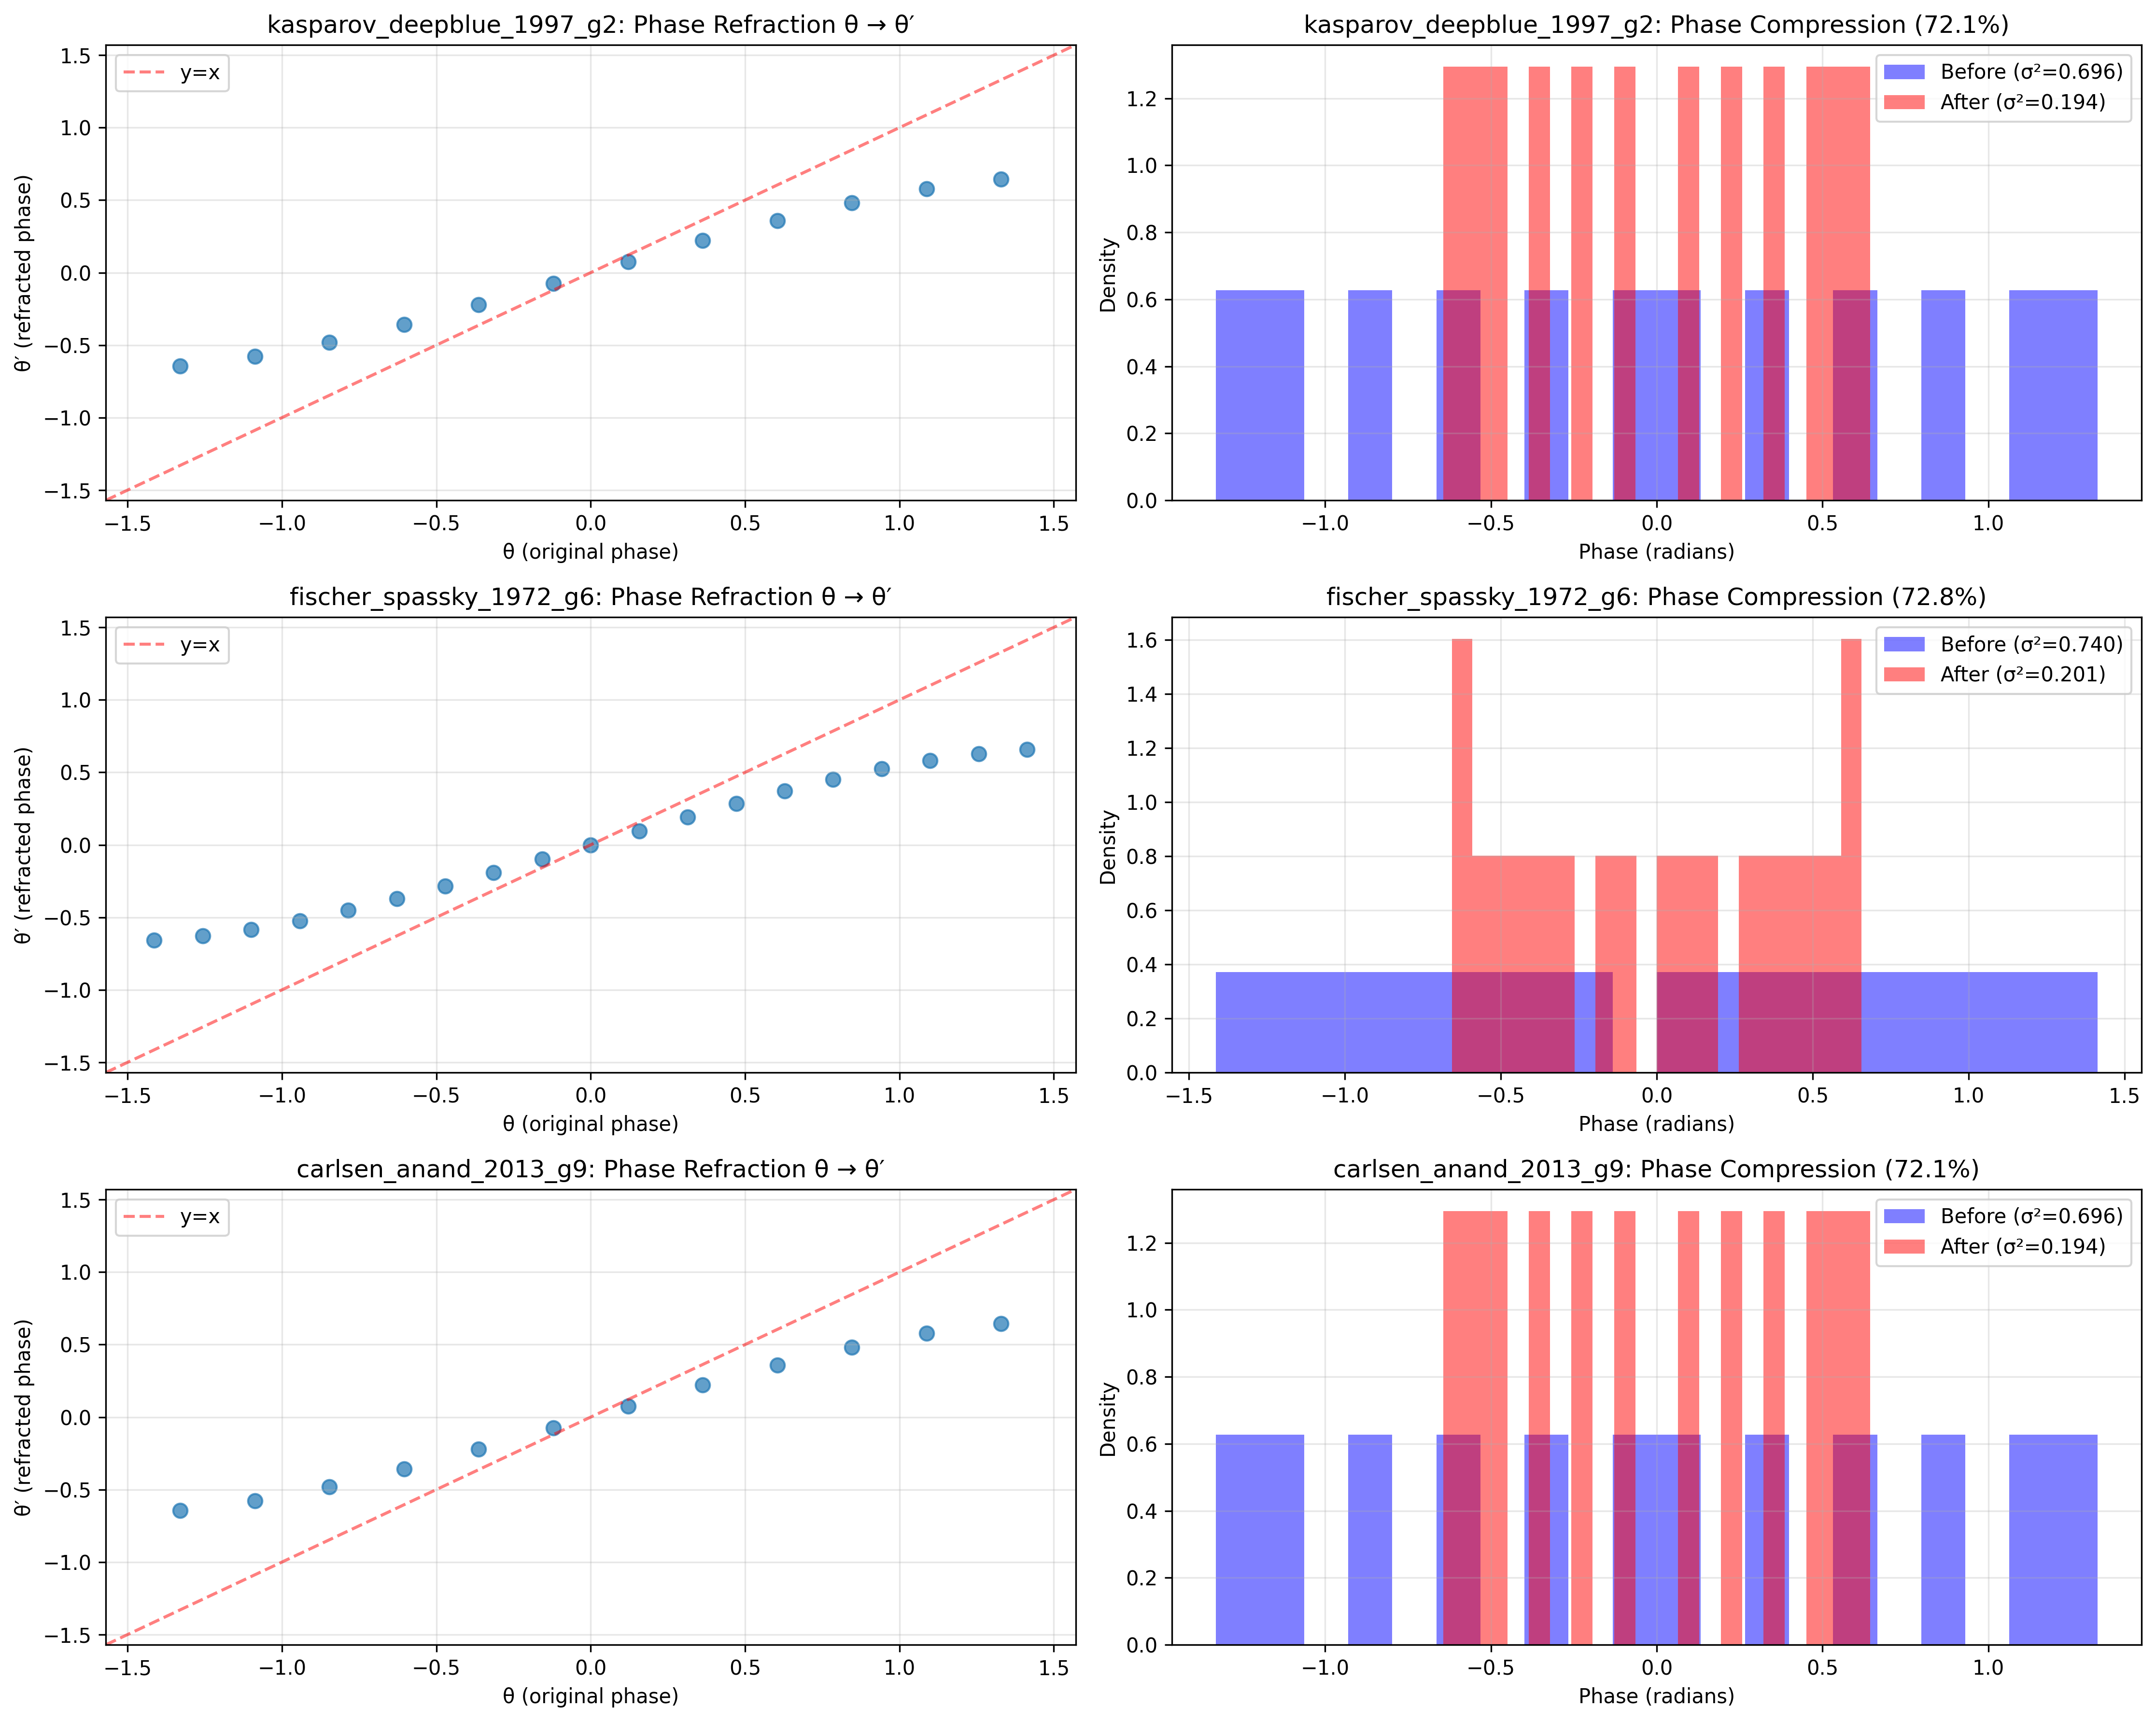 kasparov_deepblue_1997_g2: Phase Refraction θ → θ′
y=x
1.5
1.0
0.5
0.0
−0.5
−1.0
−1.5
θ′ (refracted phase)
−1.5 −1.0 −0.5 0.0 0.5 1.0 1.5
θ (original phase)
kasparov_deepblue_1997_g2: Phase Compression (72.1%)
Before (σ²=0.696)
After (σ²=0.194)
1.2
1.0
0.8
0.6
0.4
0.2
0.0
Density
−1.0 −0.5 0.0 0.5 1.0
Phase (radians)
fischer_spassky_1972_g6: Phase Refraction θ → θ′
y=x
1.5
1.0
0.5
0.0
−0.5
−1.0
−1.5
θ′ (refracted phase)
−1.5 −1.0 −0.5 0.0 0.5 1.0 1.5
θ (original phase)
fischer_spassky_1972_g6: Phase Compression (72.8%)
Before (σ²=0.740)
After (σ²=0.201)
1.6
1.4
1.2
1.0
0.8
0.6
0.4
0.2
0.0
Density
−1.5 −1.0 −0.5 0.0 0.5 1.0 1.5
Phase (radians)
carlsen_anand_2013_g9: Phase Refraction θ → θ′
y=x
1.5
1.0
0.5
0.0
−0.5
−1.0
−1.5
θ′ (refracted phase)
−1.5 −1.0 −0.5 0.0 0.5 1.0 1.5
θ (original phase)
carlsen_anand_2013_g9: Phase Compression (72.1%)
Before (σ²=0.696)
After (σ²=0.194)
1.2
1.0
0.8
0.6
0.4
0.2
0.0
Density
−1.0 −0.5 0.0 0.5 1.0
Phase (radians)